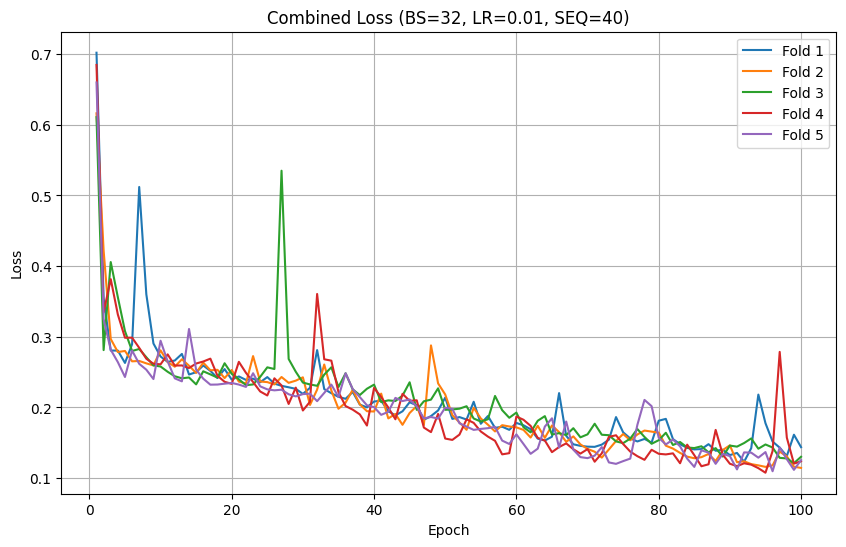 Combined Loss (BS=32, LR=0.01, SEQ=40)
Fold 1
Fold 2
Fold 3
Fold 4
Fold 5
Loss
0.7
0.6
0.5
0.4
0.3
0.2
0.1
0 20 40 60 80 100
Epoch